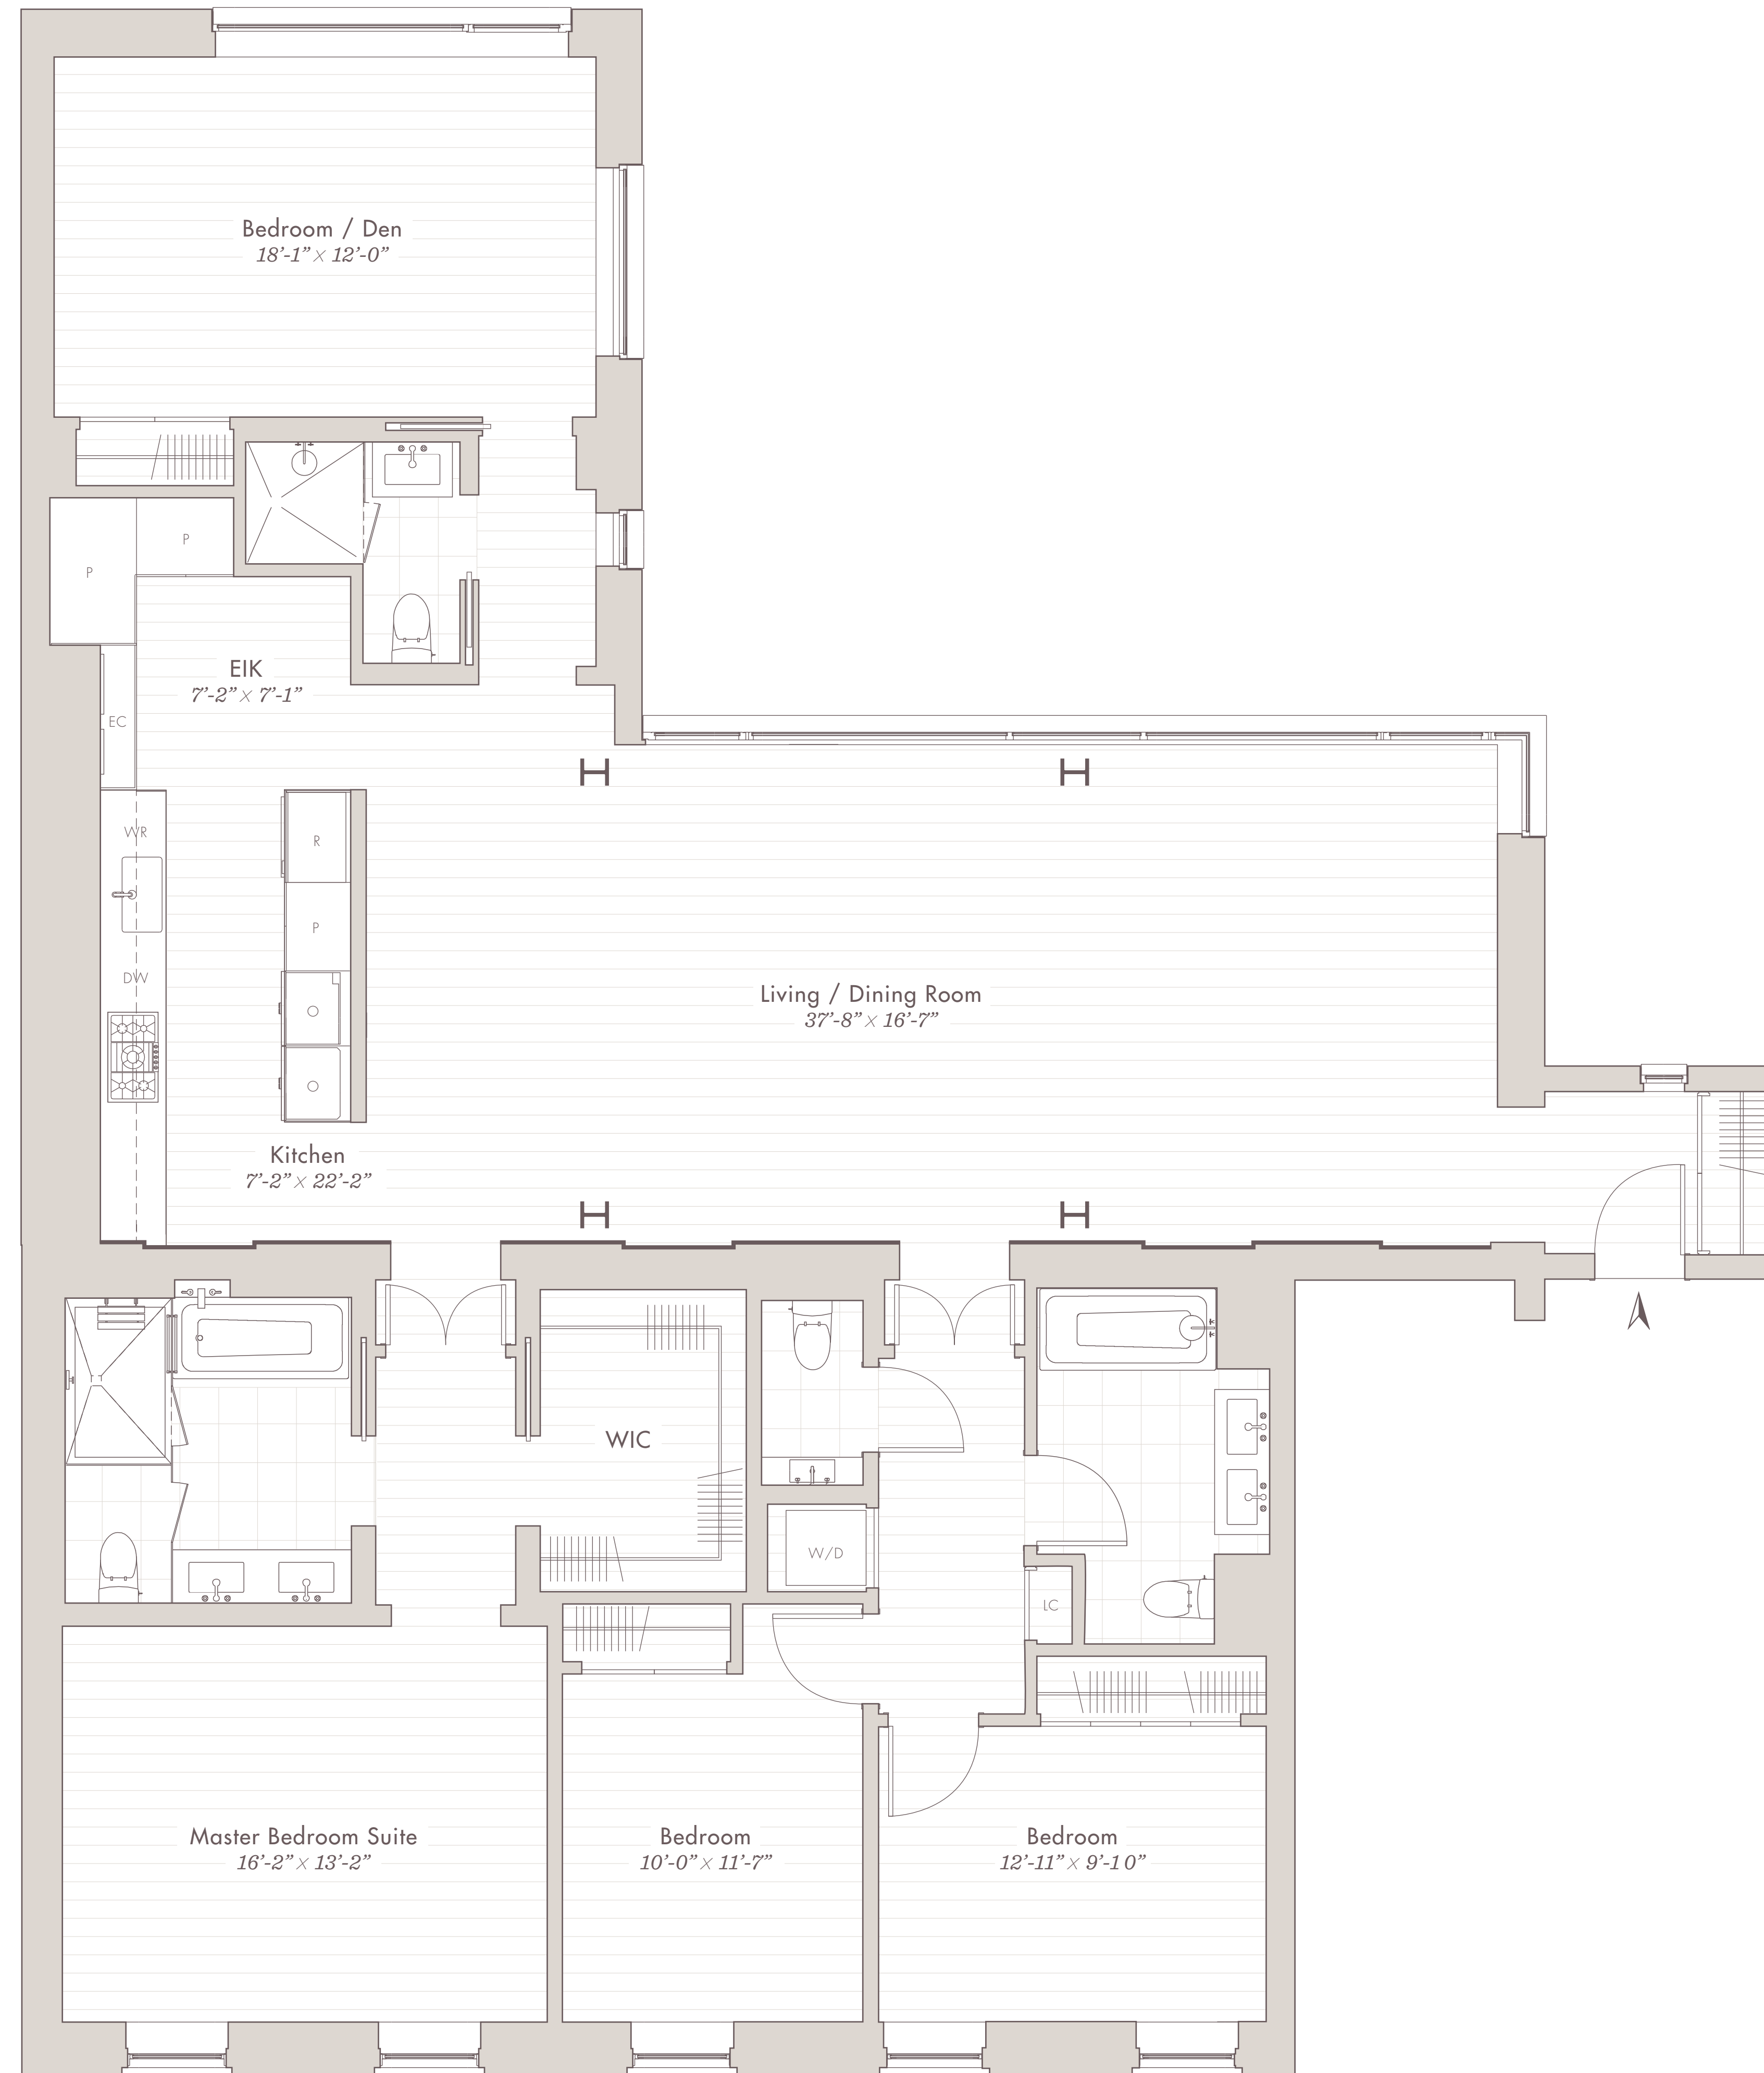 Bedroom / Den
18'-1" × 12'-0"
P
P
EIK
7'-2" × 7'-1"
EC
WR
R
P
DW
Living / Dining Room
37'-8" × 16'-7"
Kitchen
7'-2" × 22'-2"
WIC
W/D
LC
Master Bedroom Suite
16'-2" × 13'-2"
Bedroom
10'-0" × 11'-7"
Bedroom
12'-11" × 9'-10"